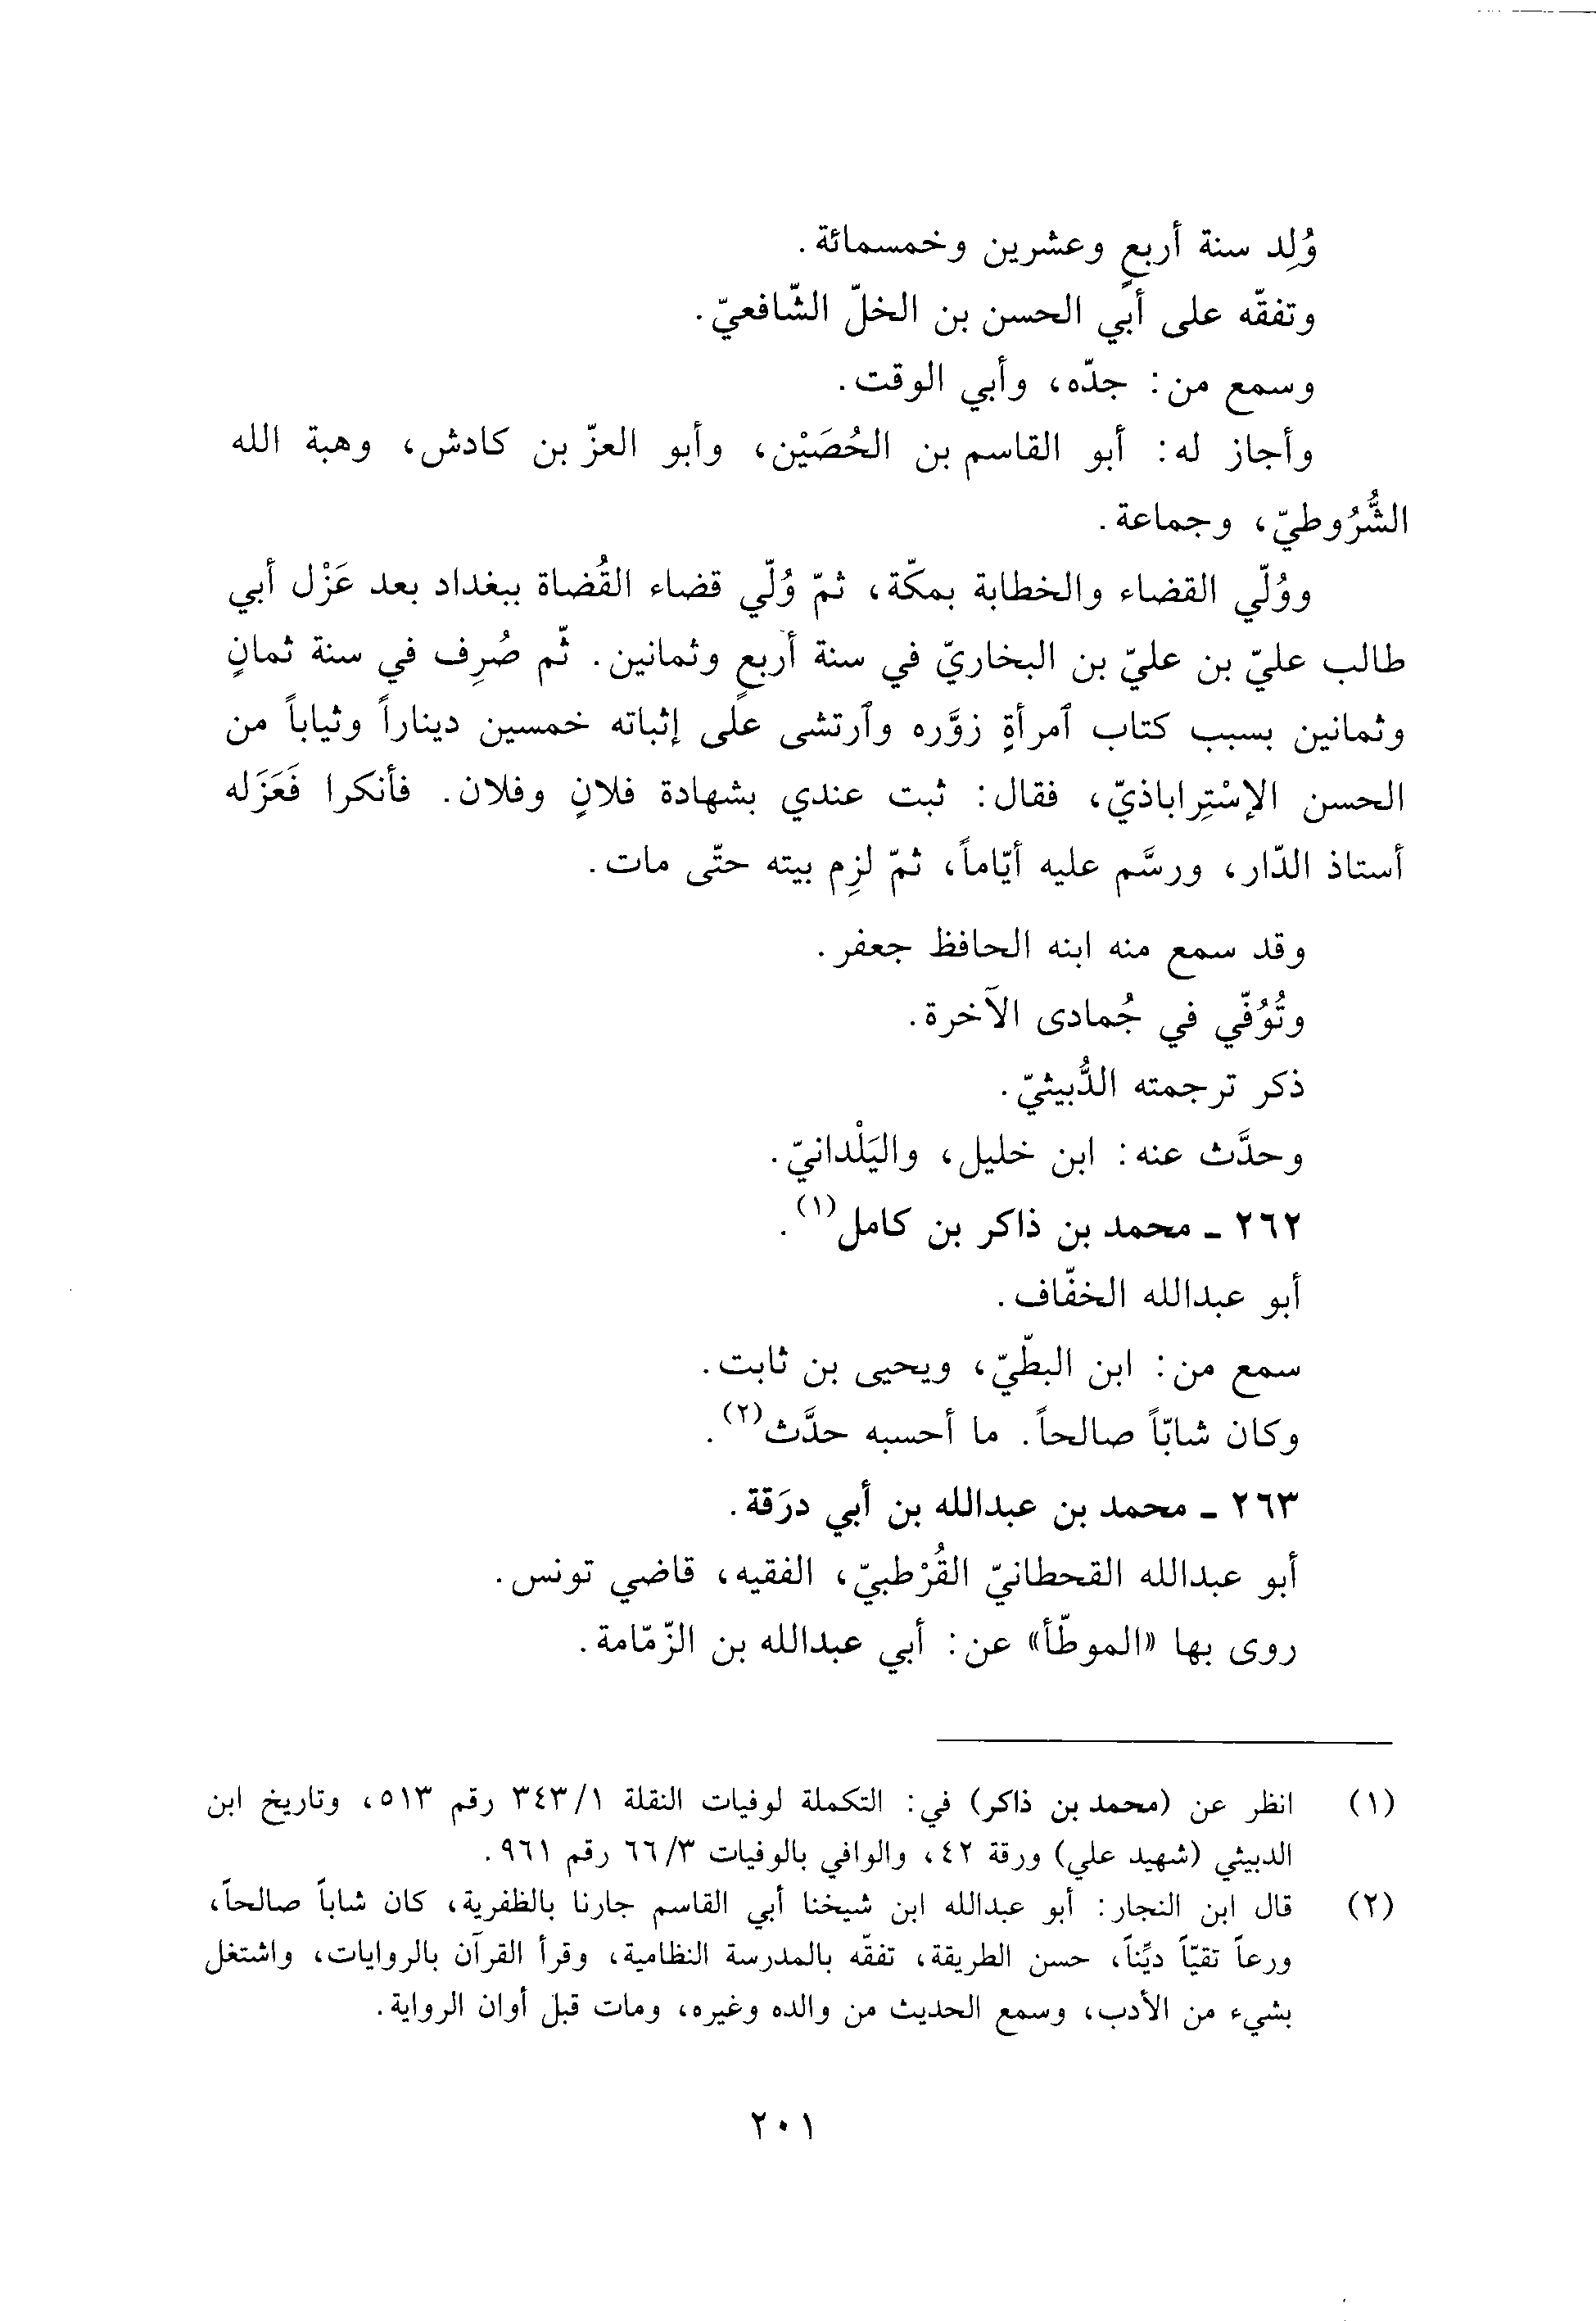 وُلِد سنة أربعٍ وعشرين وخمسمائة.
وتفقّه على أبي الحسن بن الخلّ الشّافعيّ.
وسمع من: جدّه، وأبي الوقت.
وأجاز له: أبو القاسم بن الحُصَيْن، وأبو العزّ بن كادش، وهبة الله
الشُّرُوطيّ، وجماعة.
ووُلّي القضاء والخطابة بمكّة، ثمّ وُلّي قضاء القُضاة ببغداد بعد عَزْل أبي
طالب عليّ بن عليّ بن البخاريّ في سنة أربعٍ وثمانين. ثّم صُرِف في سنة ثمانٍ
وثمانين بسبب كتاب ٱمرأةٍ زوَّره وٱرتشى على إثباته خمسين ديناراً وثياباً من
الحسن الإسْتِراباذيّ، فقال: ثبت عندي بشهادة فلانٍ وفلان. فأنكرا فَعَزَله
أستاذ الدّار، ورسَّم عليه أيّاماً، ثمّ لزِم بيته حتّى مات.
وقد سمع منه ابنه الحافظ جعفر.
وتُوُفّي في جُمادى الآخرة.
ذكر ترجمته الدُّبيثيّ.
وحدَّث عنه: ابن خليل، واليَلْدانيّ.
٢٦٢ ـ محمد بن ذاكر بن كامل(١).
أبو عبدالله الخفّاف.
سمع من: ابن البطّيّ، ويحيى بن ثابت.
وكان شابّاً صالحاً. ما أحسبه حدَّث(٢).
٢٦٣ ـ محمد بن عبدالله بن أبي درَقة.
أبو عبدالله القحطانيّ القُرْطبيّ، الفقيه، قاضي تونس.
روى بها «الموطّأ» عن: أبي عبدالله بن الزّمّامة.
(١) انظر عن (محمد بن ذاكر) في: التكملة لوفيات النقلة ١/ ٣٤٣ رقم ٥١٣، وتاريخ ابن
الدبيثي (شهيد علي) ورقة ٤٢، والوافي بالوفيات ٣/ ٦٦ رقم ٩٦١.
(٢) قال ابن النجار: أبو عبدالله ابن شيخنا أبي القاسم جارنا بالظفرية، كان شاباً صالحاً،
ورعاً تقيّاً ديِّناً، حسن الطريقة، تفقّه بالمدرسة النظامية، وقرأ القرآن بالروايات، واشتغل
بشيء من الأدب، وسمع الحديث من والده وغيره، ومات قبل أوان الرواية.
٢٠١